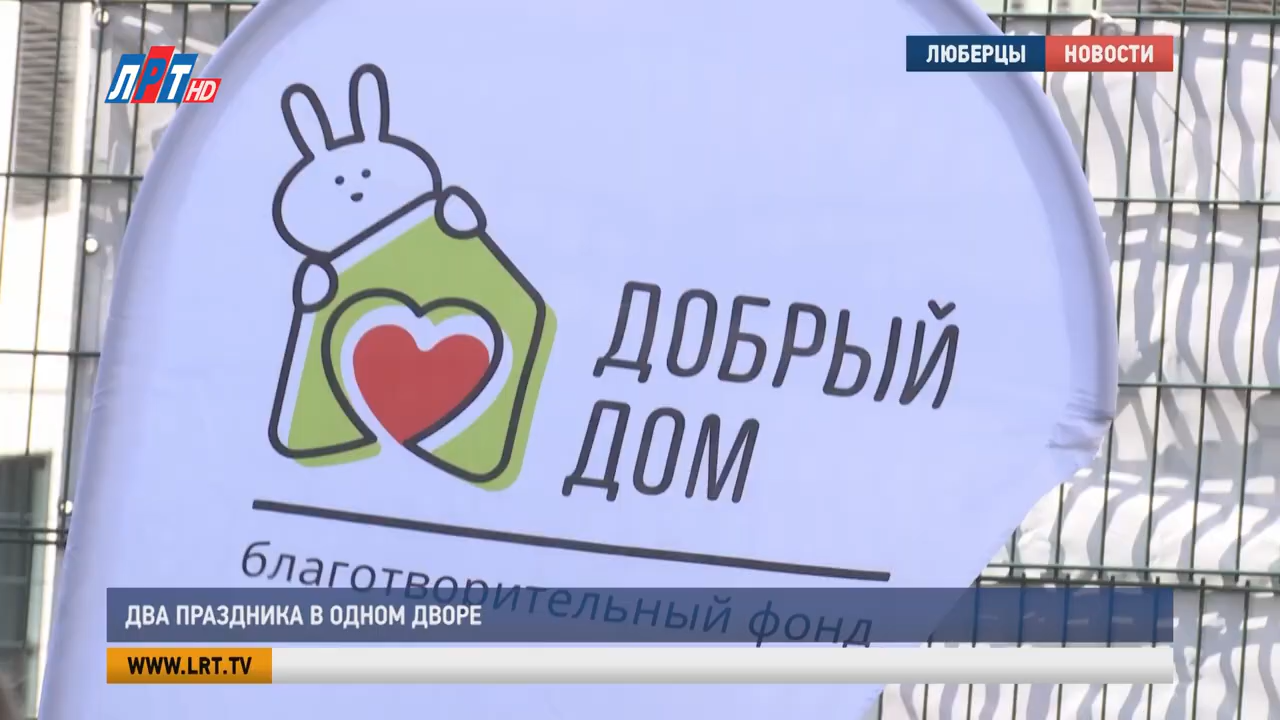 ЛРТ HD
ЛЮБЕРЦЫ НОВОСТИ
ДОБРЫЙ
ДОМ
благотворительный фонд
ДВА ПРАЗДНИКА В ОДНОМ ДВОРЕ
WWW.LRT.TV